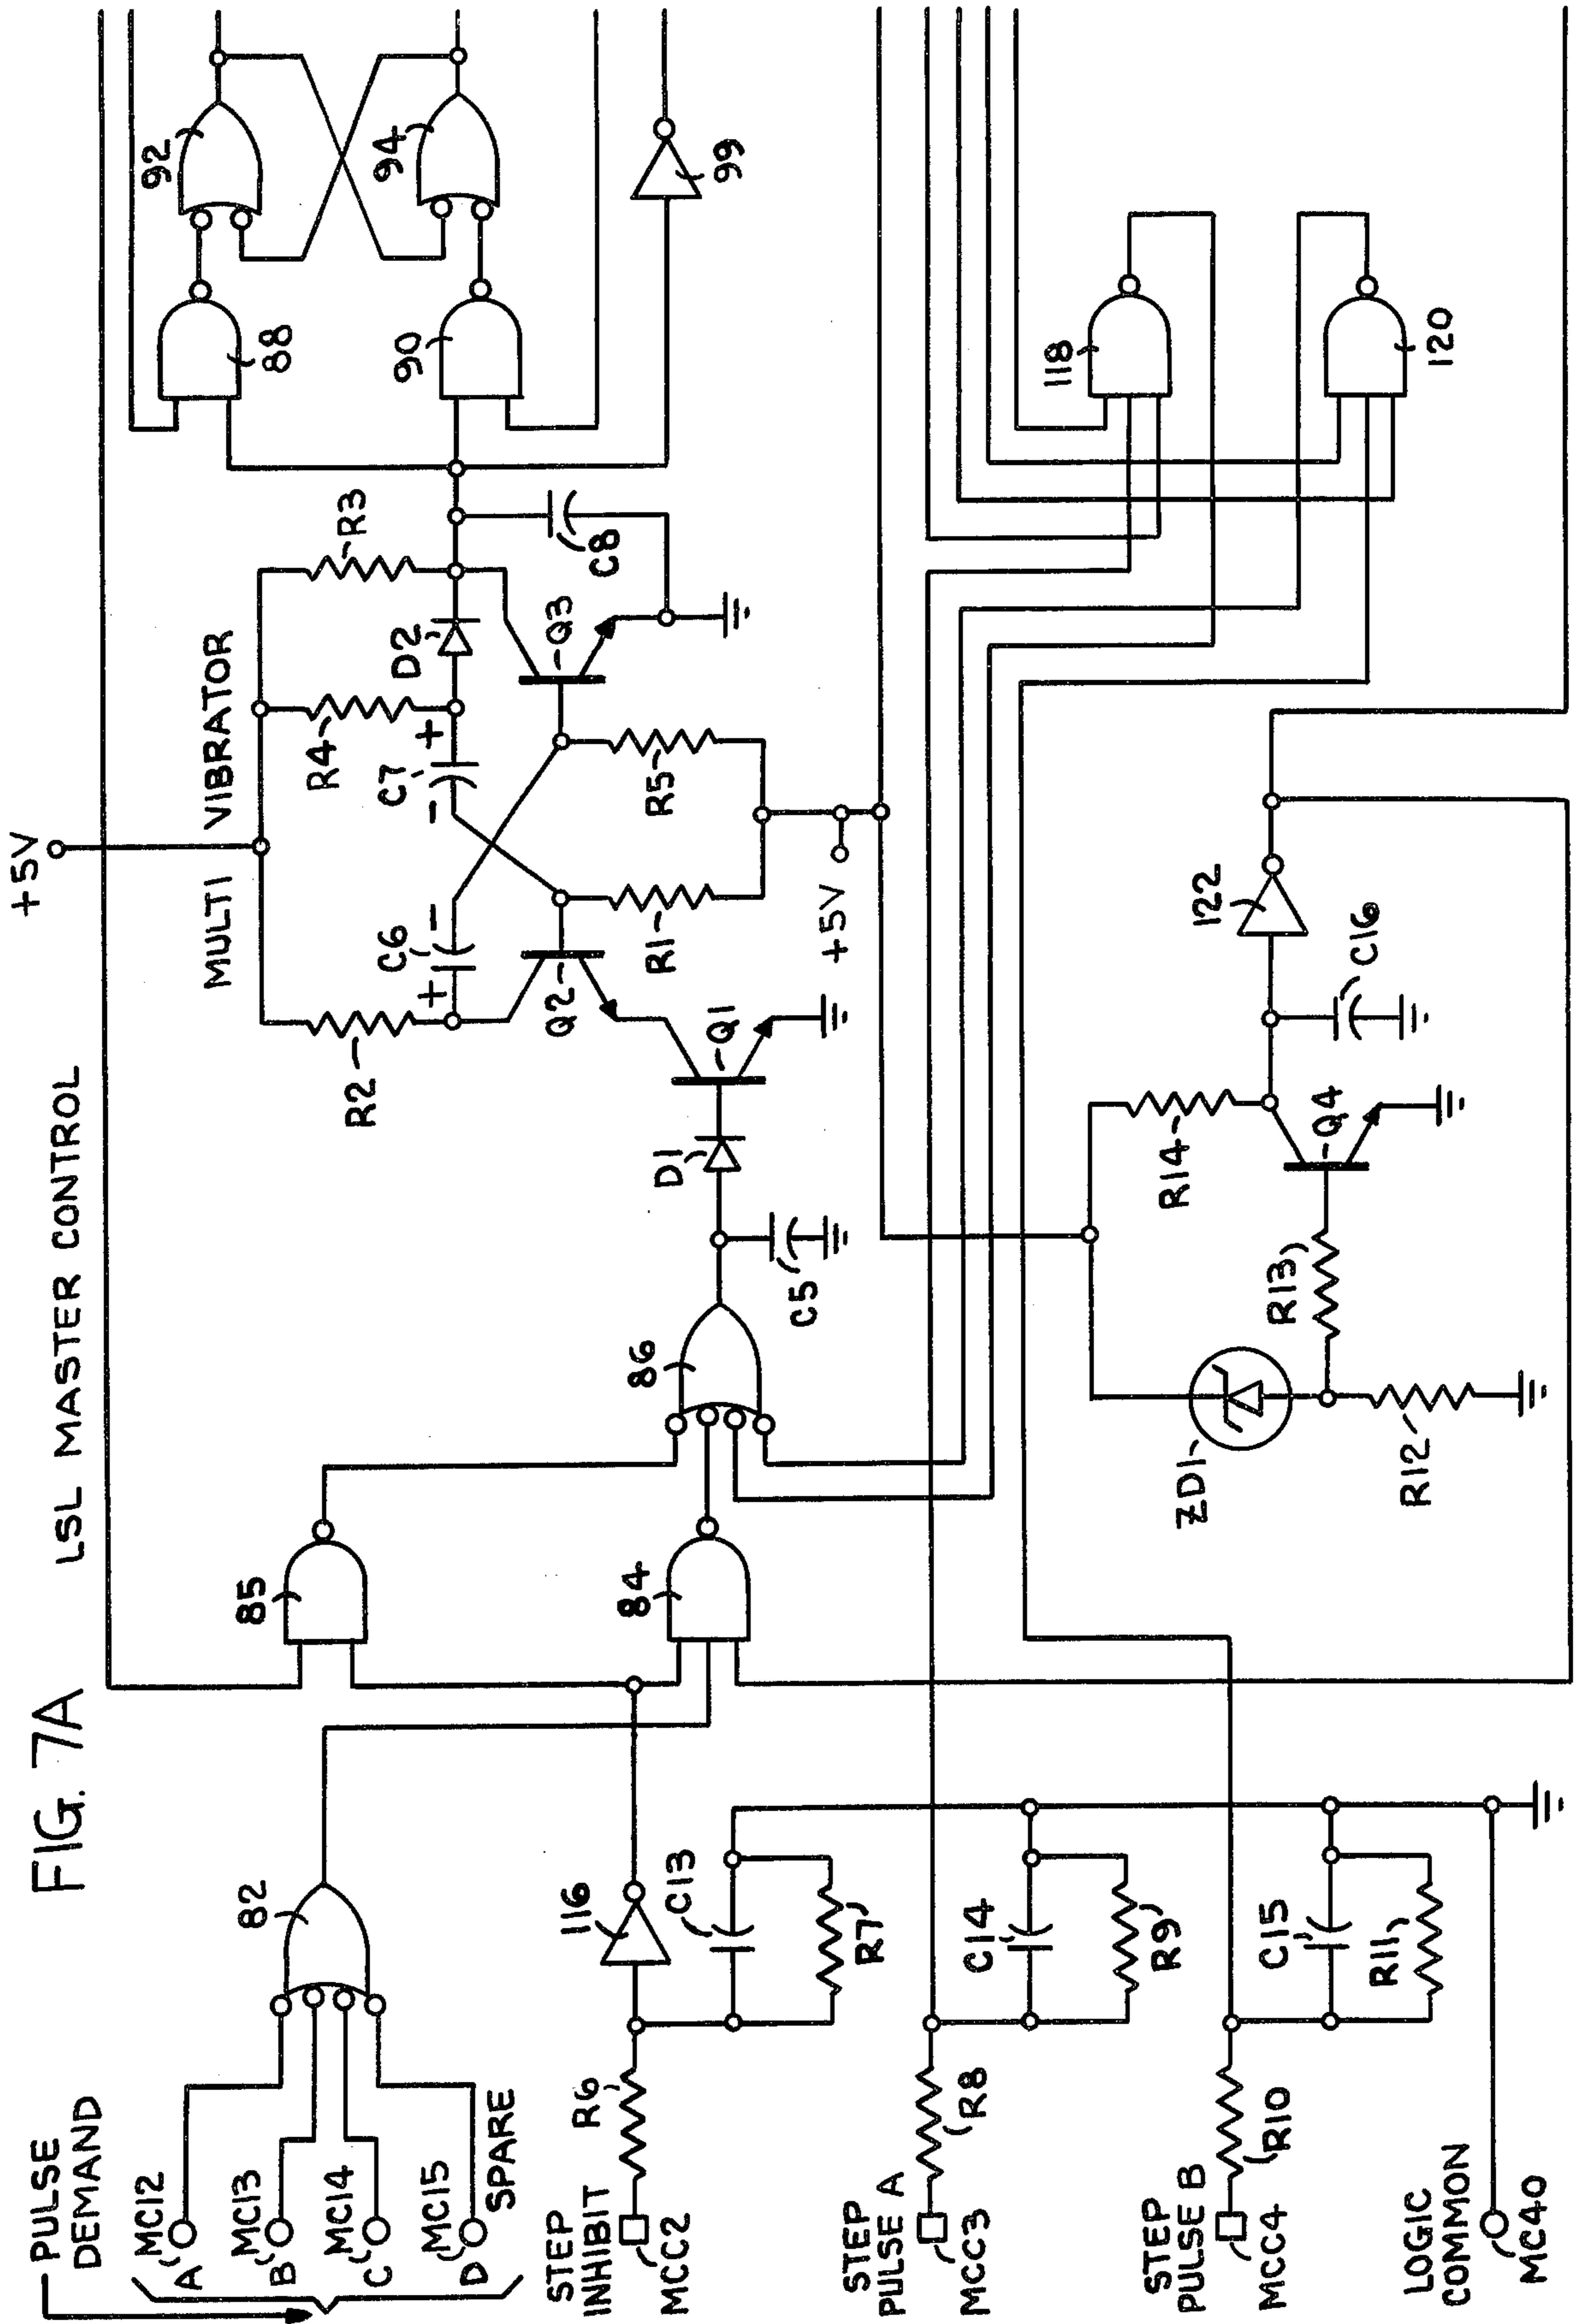 FIG. 7A
LSL MASTER CONTROL
+5V
PULSE
DEMAND
A
MC12
B
MC13
C
MC14
D
MC15
SPARE
82
85
84
86
STEP
INHIBIT
MCC2
R6
116
C13
R7
STEP
PULSE A
MCC3
R8
C14
R9
STEP
PULSE B
MCC4
R10
C15
R11
LOGIC
COMMON
MC40
MULTI VIBRATOR
R2
R4
R3
C6
+
-
C7
+
-
D2
Q2
Q3
Q1
D1
C5
R1
R5
C8
+5V
88
90
92
94
99
118
120
122
ZD1
R12
R13
R14
Q4
C16